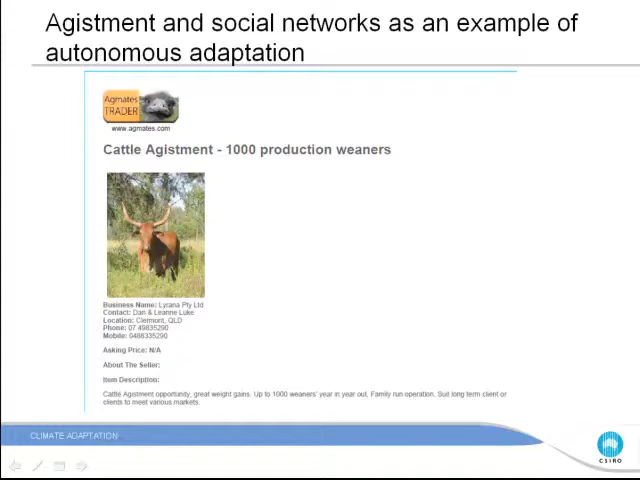 Agistment and social networks as an example of
autonomous adaptation
Agmates
TRADER
www.agmates.com
Cattle Agistment - 1000 production weaners
Business Name: Lyrana Pty Ltd
Contact: Dan & Leanne Luke
Location: Clermont, QLD
Phone: 07 49835290
Mobile: 0488335290
Asking Price: N/A
About The Seller:
Item Description:
Cattle Agistment opportunity, great weight gains. Up to 1000 weaners' year in year out. Family run operation. Suit long term client or
clients to meet various markets.
CLIMATE ADAPTATION
CSIRO